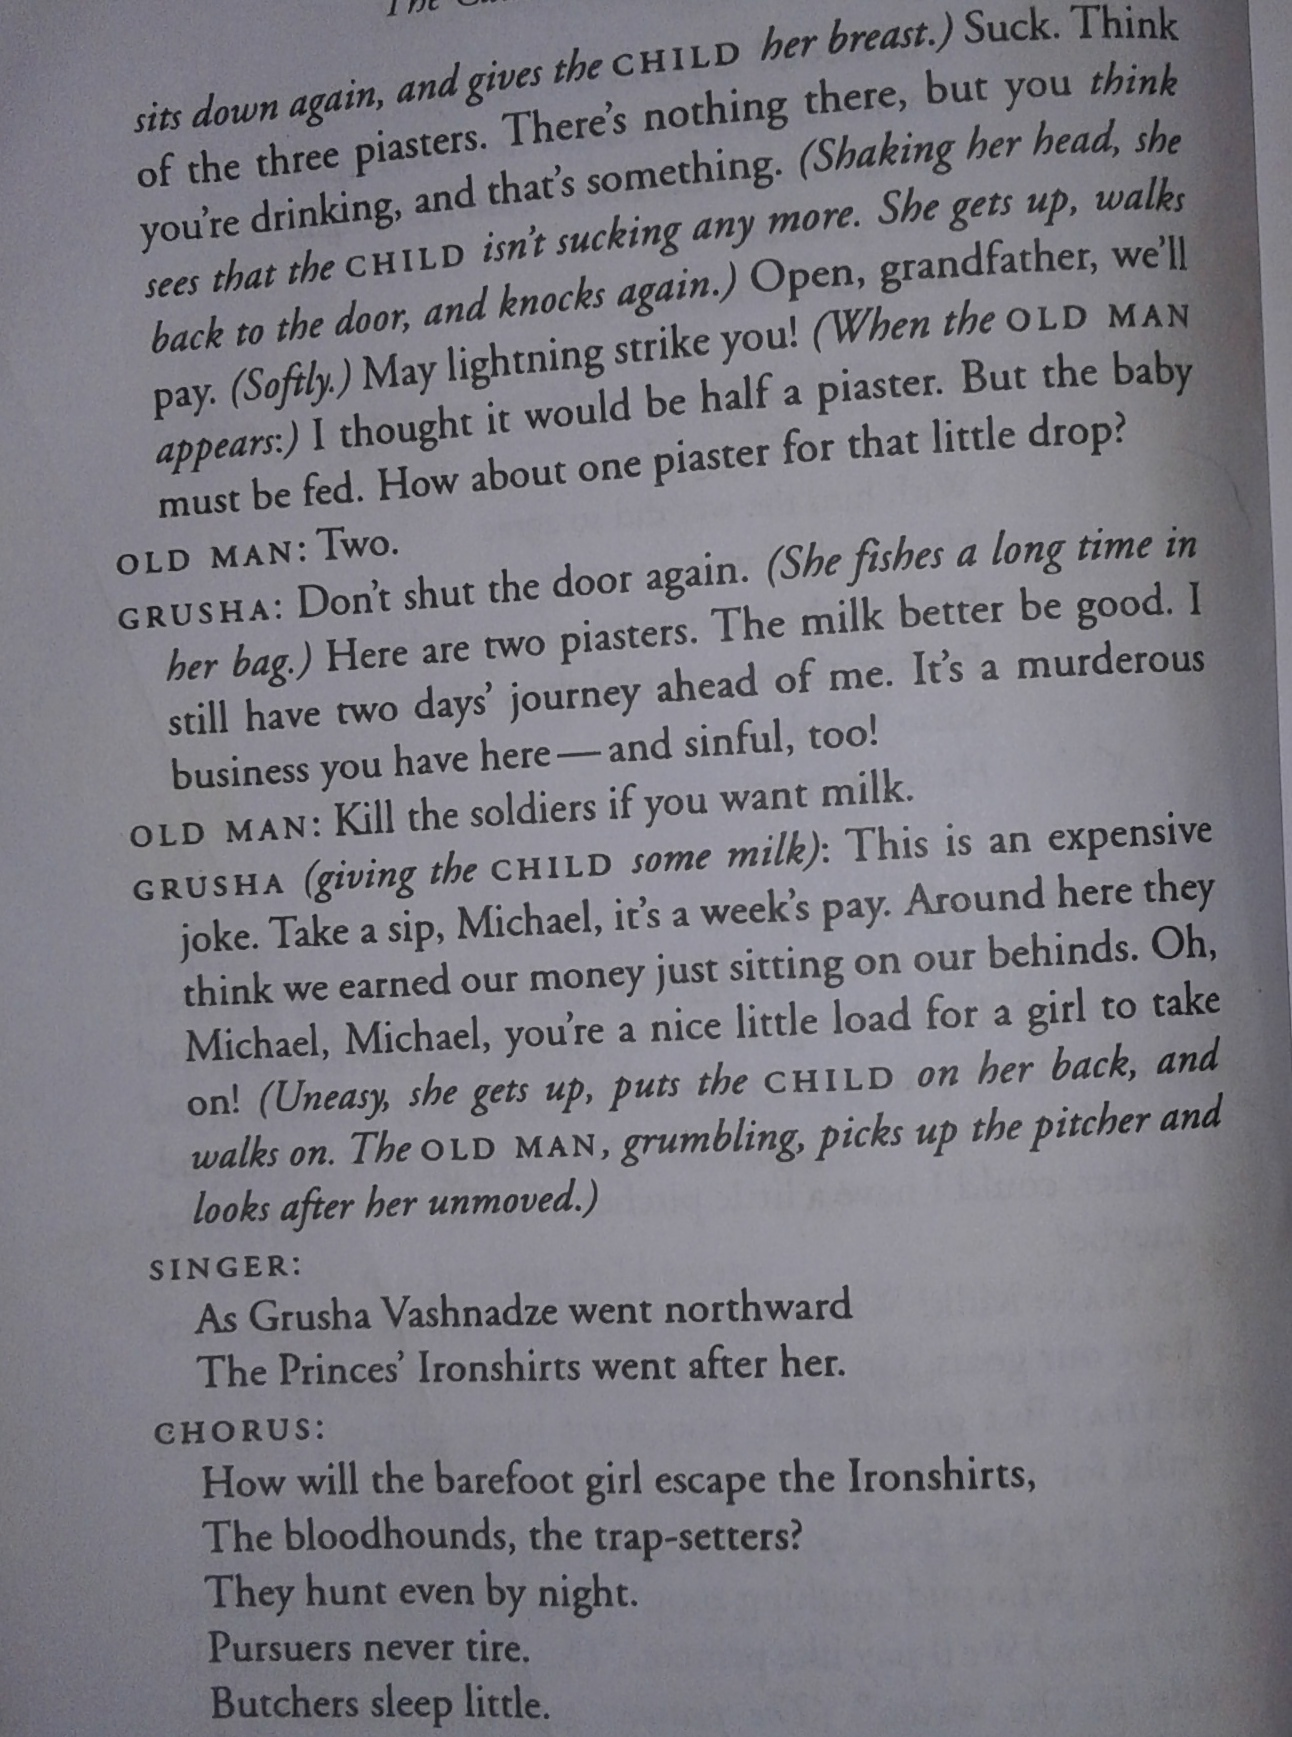 The
sits down again, and gives the CHILD her breast.) Suck. Think
of the three piasters. There's nothing there, but you think
you're drinking, and that's something. (Shaking her head, she
sees that the CHILD isn't sucking any more. She gets up, walks
back to the door, and knocks again.) Open, grandfather, we'll
pay. (Softly.) May lightning strike you! (When the OLD MAN
appears:) I thought it would be half a piaster. But the baby
must be fed. How about one piaster for that little drop?
OLD MAN: Two.
GRUSHA: Don't shut the door again. (She fishes a long time in
her bag.) Here are two piasters. The milk better be good. I
still have two days' journey ahead of me. It's a murderous
business you have here—and sinful, too!
OLD MAN: Kill the soldiers if you want milk.
GRUSHA (giving the CHILD some milk): This is an expensive
joke. Take a sip, Michael, it's a week's pay. Around here they
think we earned our money just sitting on our behinds. Oh,
Michael, Michael, you're a nice little load for a girl to take
on! (Uneasy, she gets up, puts the CHILD on her back, and
walks on. The OLD MAN, grumbling, picks up the pitcher and
looks after her unmoved.)
SINGER:
As Grusha Vashnadze went northward
The Princes' Ironshirts went after her.
CHORUS:
How will the barefoot girl escape the Ironshirts,
The bloodhounds, the trap-setters?
They hunt even by night.
Pursuers never tire.
Butchers sleep little.